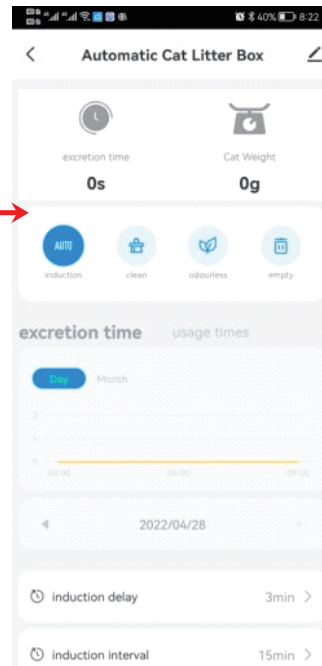 40% 8:22
Automatic Cat Litter Box
excretion time Cat Weight
0s 0g
AUTO
induction clean odourless empty
excretion time usage times
Day Month
2
1
0
00:00 04:00 08:00
2022/04/28
induction delay 3min
induction interval 15min